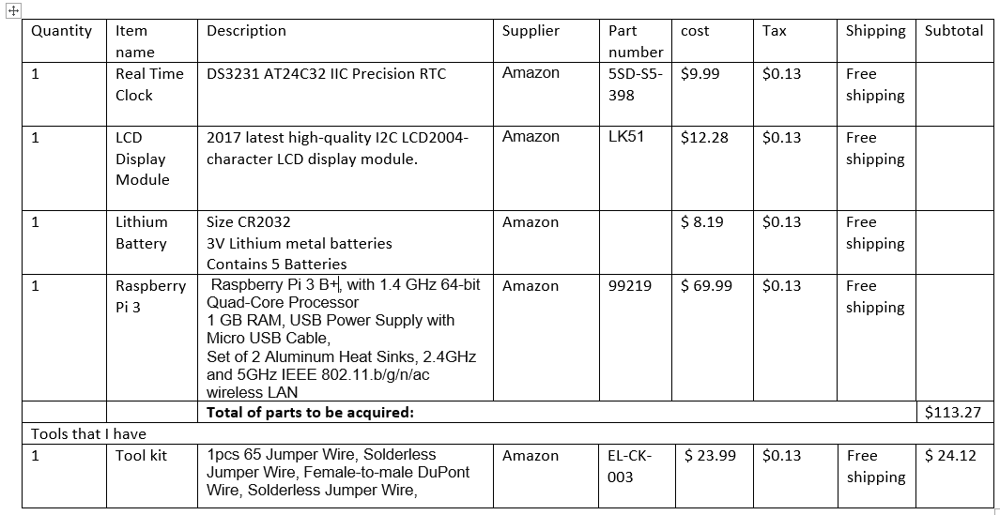 Quantity Item name Description Supplier Part number cost Tax Shipping Subtotal
1 Real Time Clock DS3231 AT24C32 IIC Precision RTC Amazon 5SD-S5-398 $9.99 $0.13 Free shipping
1 LCD Display Module 2017 latest high-quality I2C LCD2004-character LCD display module. Amazon LK51 $12.28 $0.13 Free shipping
1 Lithium Battery Size CR2032
3V Lithium metal batteries
Contains 5 Batteries Amazon $ 8.19 $0.13 Free shipping
1 Raspberry Pi 3 Raspberry Pi 3 B+, with 1.4 GHz 64-bit
Quad-Core Processor
1 GB RAM, USB Power Supply with
Micro USB Cable,
Set of 2 Aluminum Heat Sinks, 2.4GHz
and 5GHz IEEE 802.11.b/g/n/ac
wireless LAN Amazon 99219 $ 69.99 $0.13 Free shipping
Total of parts to be acquired: $113.27
Tools that I have
1 Tool kit 1pcs 65 Jumper Wire, Solderless
Jumper Wire, Female-to-male DuPont
Wire, Solderless Jumper Wire, Amazon EL-CK-003 $ 23.99 $0.13 Free shipping $ 24.12